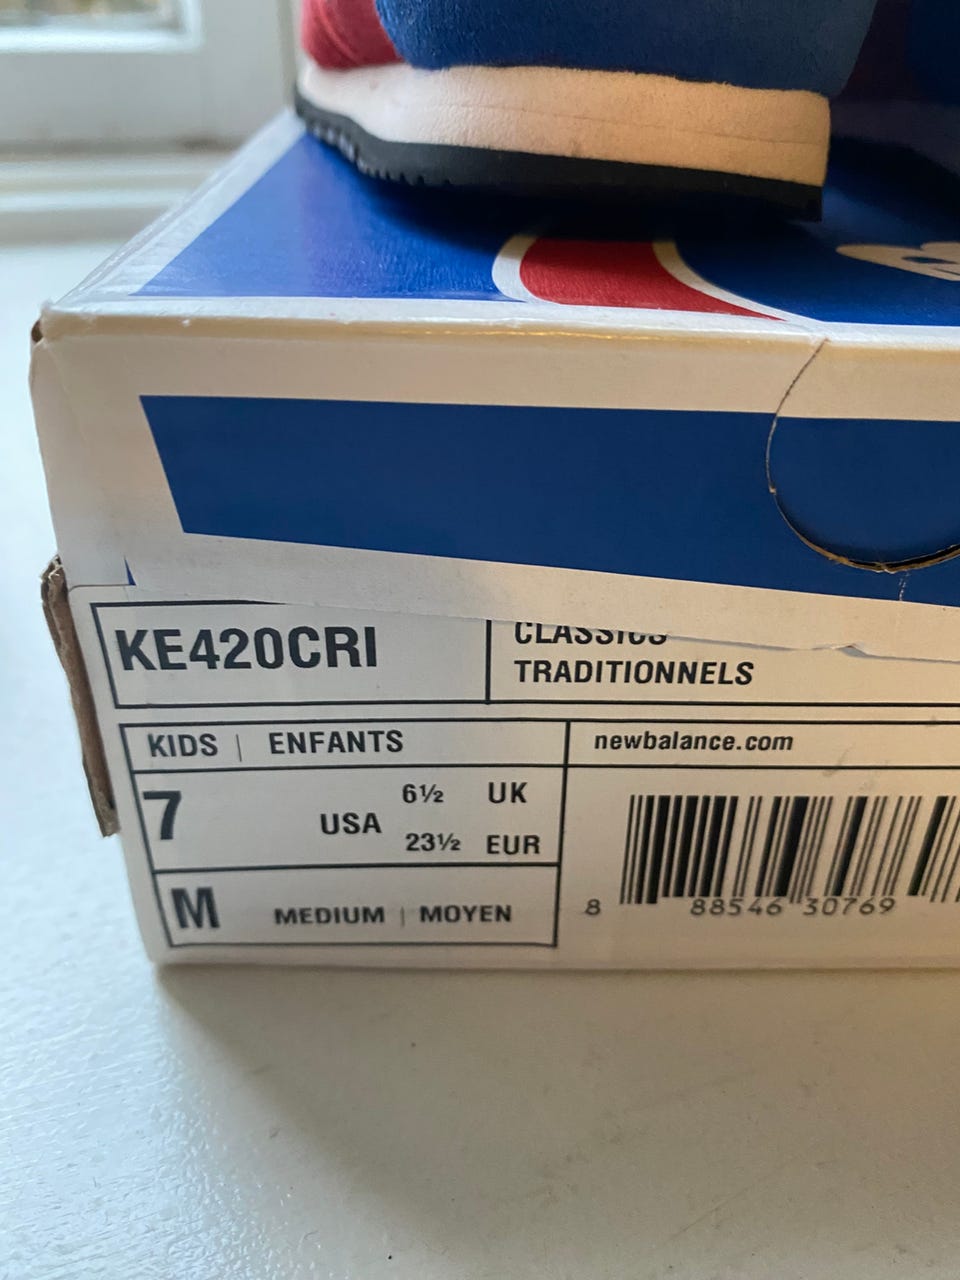 KE420CRI
CLASSICS
TRADITIONNELS
KIDS | ENFANTS
newbalance.com
7 USA
6½ UK
23½ EUR
M MEDIUM | MOYEN
8 88546 30769